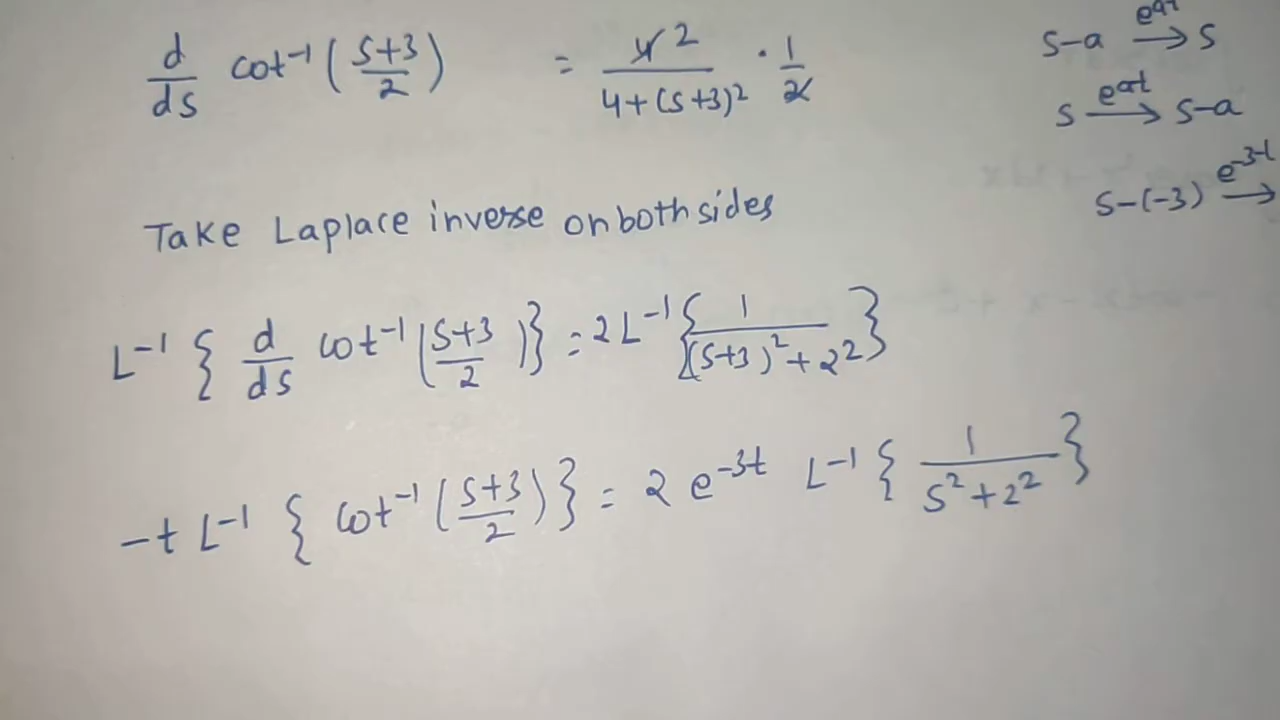 d/ds cot⁻¹(s+3/2) = 4 2/4+(s+3)² · 1/2
s-a e^at → s
s e^at → s-a
s-(-3) e^-3t →
Take Laplace inverse on both sides
L⁻¹ { d/ds cot⁻¹(s+3/2)} = 2 L⁻¹{1/(s+3)²+2²}
-t L⁻¹ { cot⁻¹(s+3/2)} = 2 e^-3t L⁻¹ {1/s²+2²}